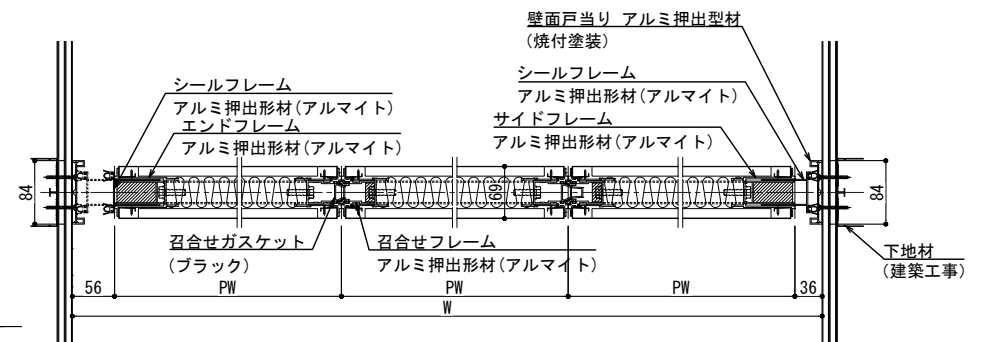 壁面戸当り アルミ押出型材
(焼付塗装)
シールフレーム
アルミ押出形材(アルマイト)
シールフレーム
アルミ押出形材(アルマイト)
エンドフレーム
アルミ押出形材(アルマイト)
サイドフレーム
アルミ押出形材(アルマイト)
84
69
84
召合せガスケット
(ブラック)
召合せフレーム
アルミ押出形材(アルマイト)
下地材
(建築工事)
56 PW PW PW 36
W